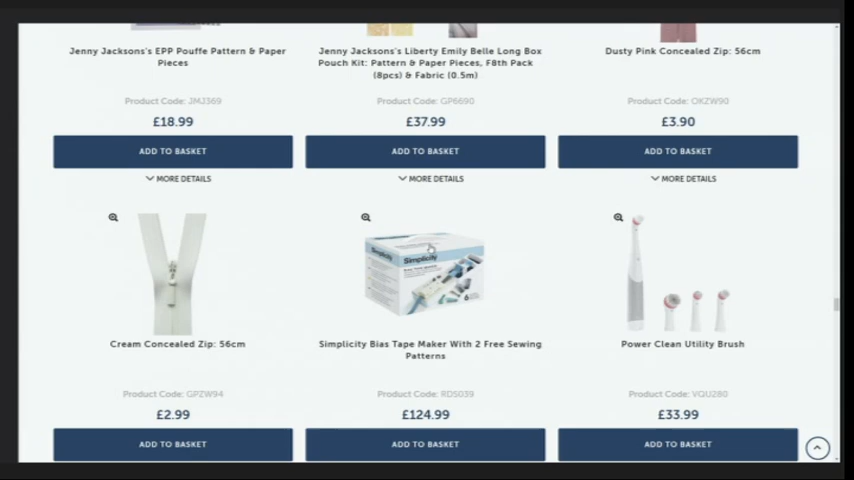 Jenny Jacksons's EPP Pouffe Pattern & Paper
Pieces
Product Code: JMJ369
£18.99
ADD TO BASKET
MORE DETAILS
Jenny Jacksons's Liberty Emily Belle Long Box
Pouch Kit: Pattern & Paper Pieces, F8th Pack
(8pcs) & Fabric (0.5m)
Product Code: GP6690
£37.99
ADD TO BASKET
MORE DETAILS
Dusty Pink Concealed Zip: 56cm
Product Code: OKZW90
£3.90
ADD TO BASKET
MORE DETAILS
Cream Concealed Zip: 56cm
Product Code: GPZW94
£2.99
ADD TO BASKET
Simplicity
Simplicity
Simplicity Bias Tape Maker With 2 Free Sewing
Patterns
Product Code: RDS039
£124.99
ADD TO BASKET
Power Clean Utility Brush
Product Code: VQU280
£33.99
ADD TO BASKET